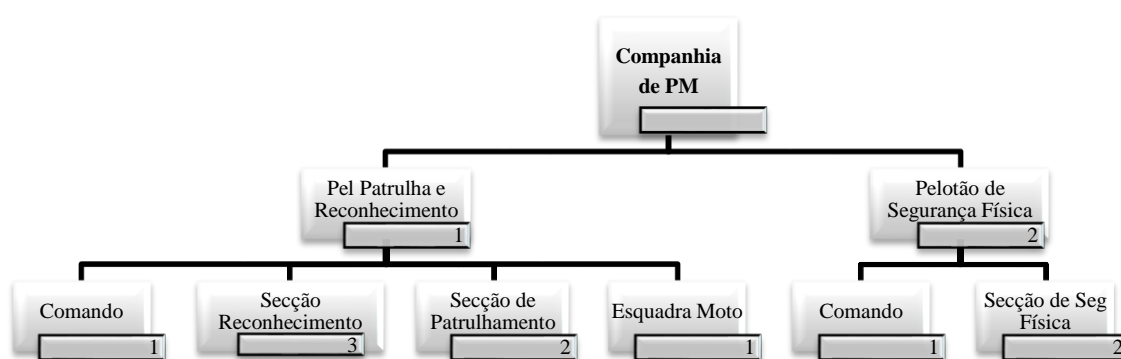 Companhia
de PM
Pel Patrulha e
Reconhecimento
1
Pelotão de
Segurança Física
2
Comando
1
Secção
Reconhecimento
3
Secção de
Patrulhamento
2
Esquadra Moto
1
Comando
1
Secção de Seg
Física
2